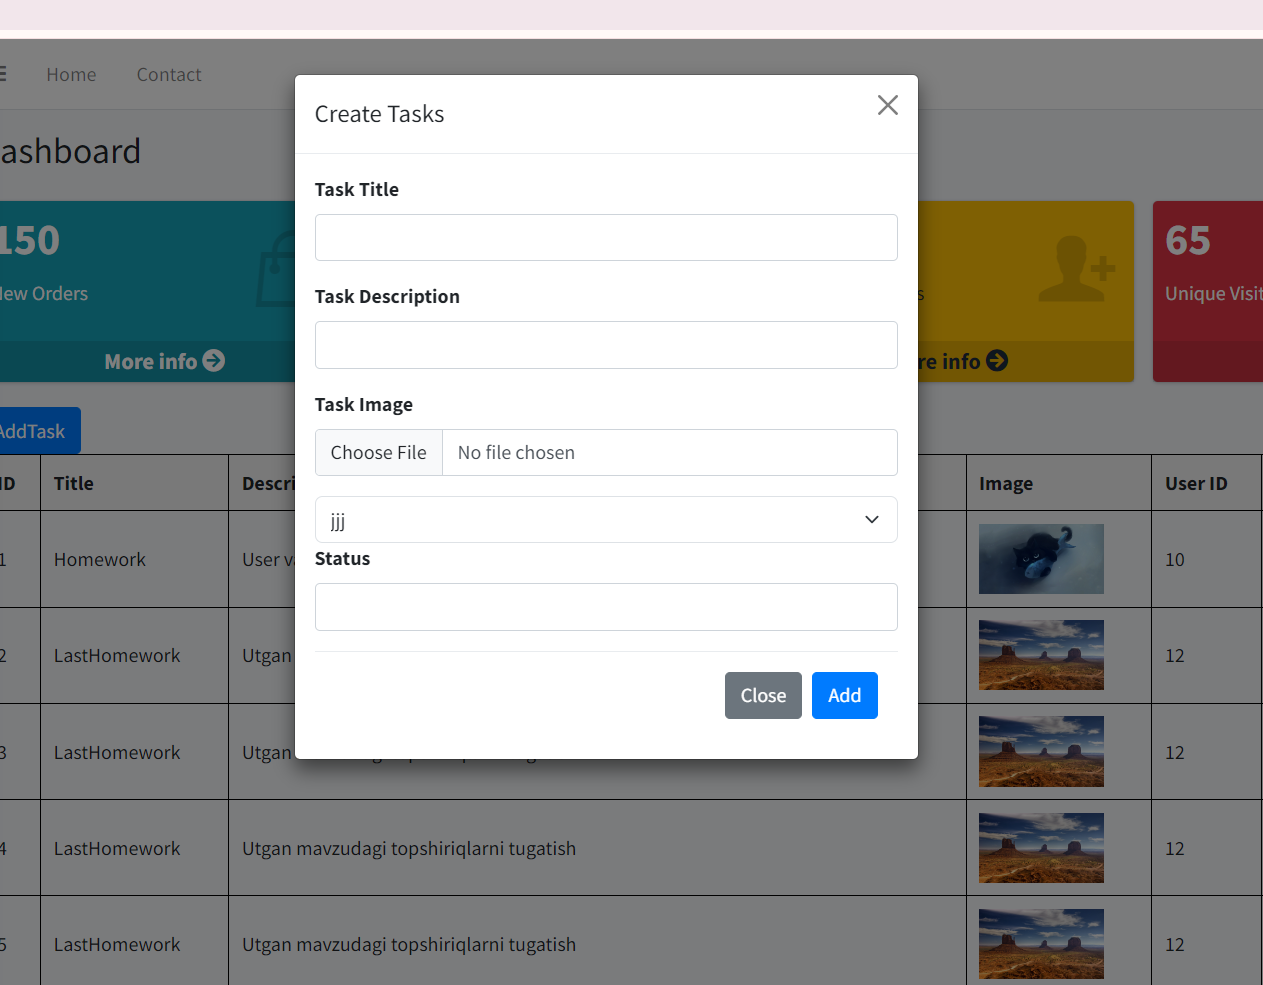 Home Contact
Create Tasks
ashboard
Task Title
150
65
New Orders
Unique Visit
Task Description
More info
re info
Task Image
AddTask
Choose File No file chosen
ID Title Descri Image User ID
jjj
Status
1 Homework User v 10
2 LastHomework Utgan 12
Close Add
3 LastHomework Utgan 12
4 LastHomework Utgan mavzudagi topshiriqlarni tugatish 12
5 LastHomework Utgan mavzudagi topshiriqlarni tugatish 12